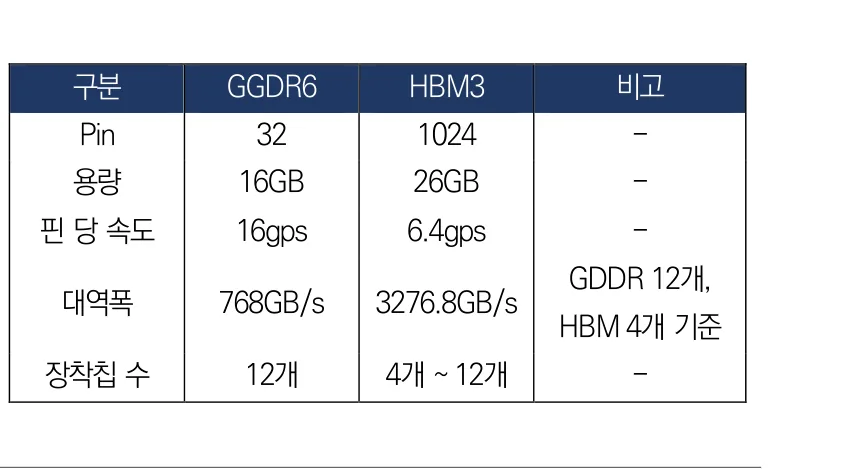 구분 GGDR6 HBM3 비고
Pin 32 1024 -
용량 16GB 26GB -
핀 당 속도 16gps 6.4gps -
대역폭 768GB/s 3276.8GB/s GDDR 12개,
HBM 4개 기준
장착칩 수 12개 4개 ~ 12개 -